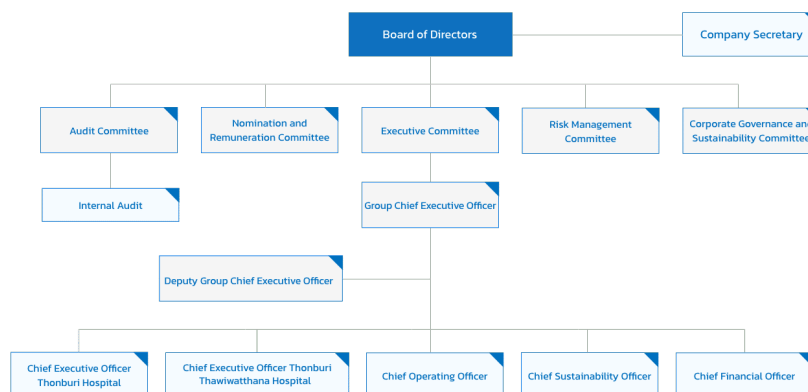 Board of Directors
Company Secretary
Audit Committee
Nomination and
Remuneration Committee
Executive Committee
Risk Management
Committee
Corporate Governance and
Sustainability Committee
Internal Audit
Group Chief Executive Officer
Deputy Group Chief Executive Officer
Chief Executive Officer
Thonburi Hospital
Chief Executive Officer Thonburi
Thawiwatthana Hospital
Chief Operating Officer
Chief Sustainability Officer
Chief Financial Officer